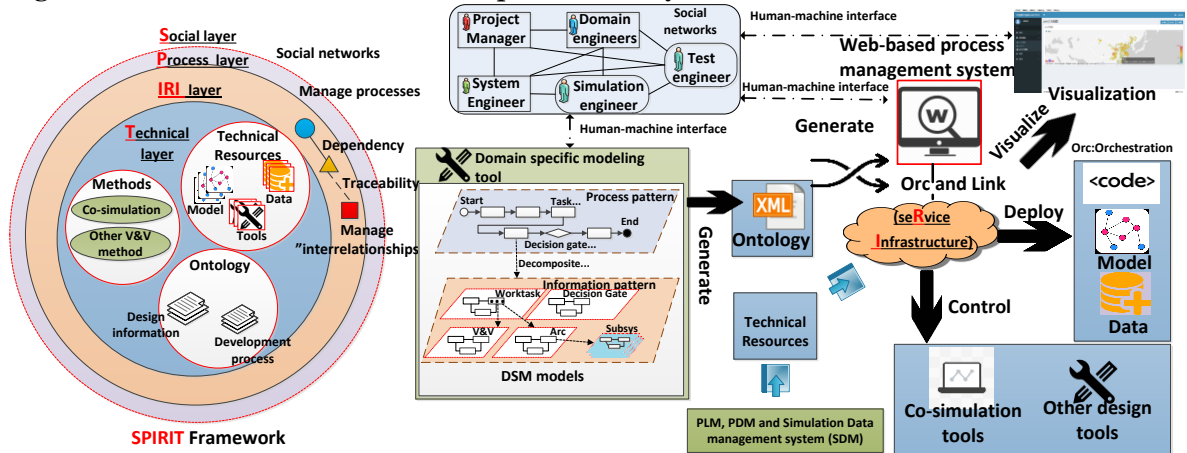 Social layer
Process layer
IRI layer
Technical
layer
Social networks
Manage processes
Dependency
Traceability
Manage
"interrelationships
Technical
Resources
Model
Data
Tools
Methods
Co-simulation
Other V&V
method
Ontology
Design
information
Development
process
SPIRIT Framework
Project
Manager
Domain
engineers
Social
networks
Test
engineer
System
Engineer
Simulation
engineer
Human-machine interface
Human-machine
interface
Human-machine interface
Domain specific modeling
tool
Start
Task...
Process pattern
End
Decision gate...
Decomposite...
Information pattern
Worktask
Decision Gate
V&V
Arc
Subsys
DSM models
Generate
XML
Ontology
Technical
Resources
PLM, PDM and Simulation Data
management system (SDM)
Web-based process
management system
Generate
W
Visualize
Visualization
Orc:Orchestration
Orc and Link
(seRvice
Infrastructure)
Deploy
<code>
Model
Data
Control
Co-simulation
tools
Other design
tools